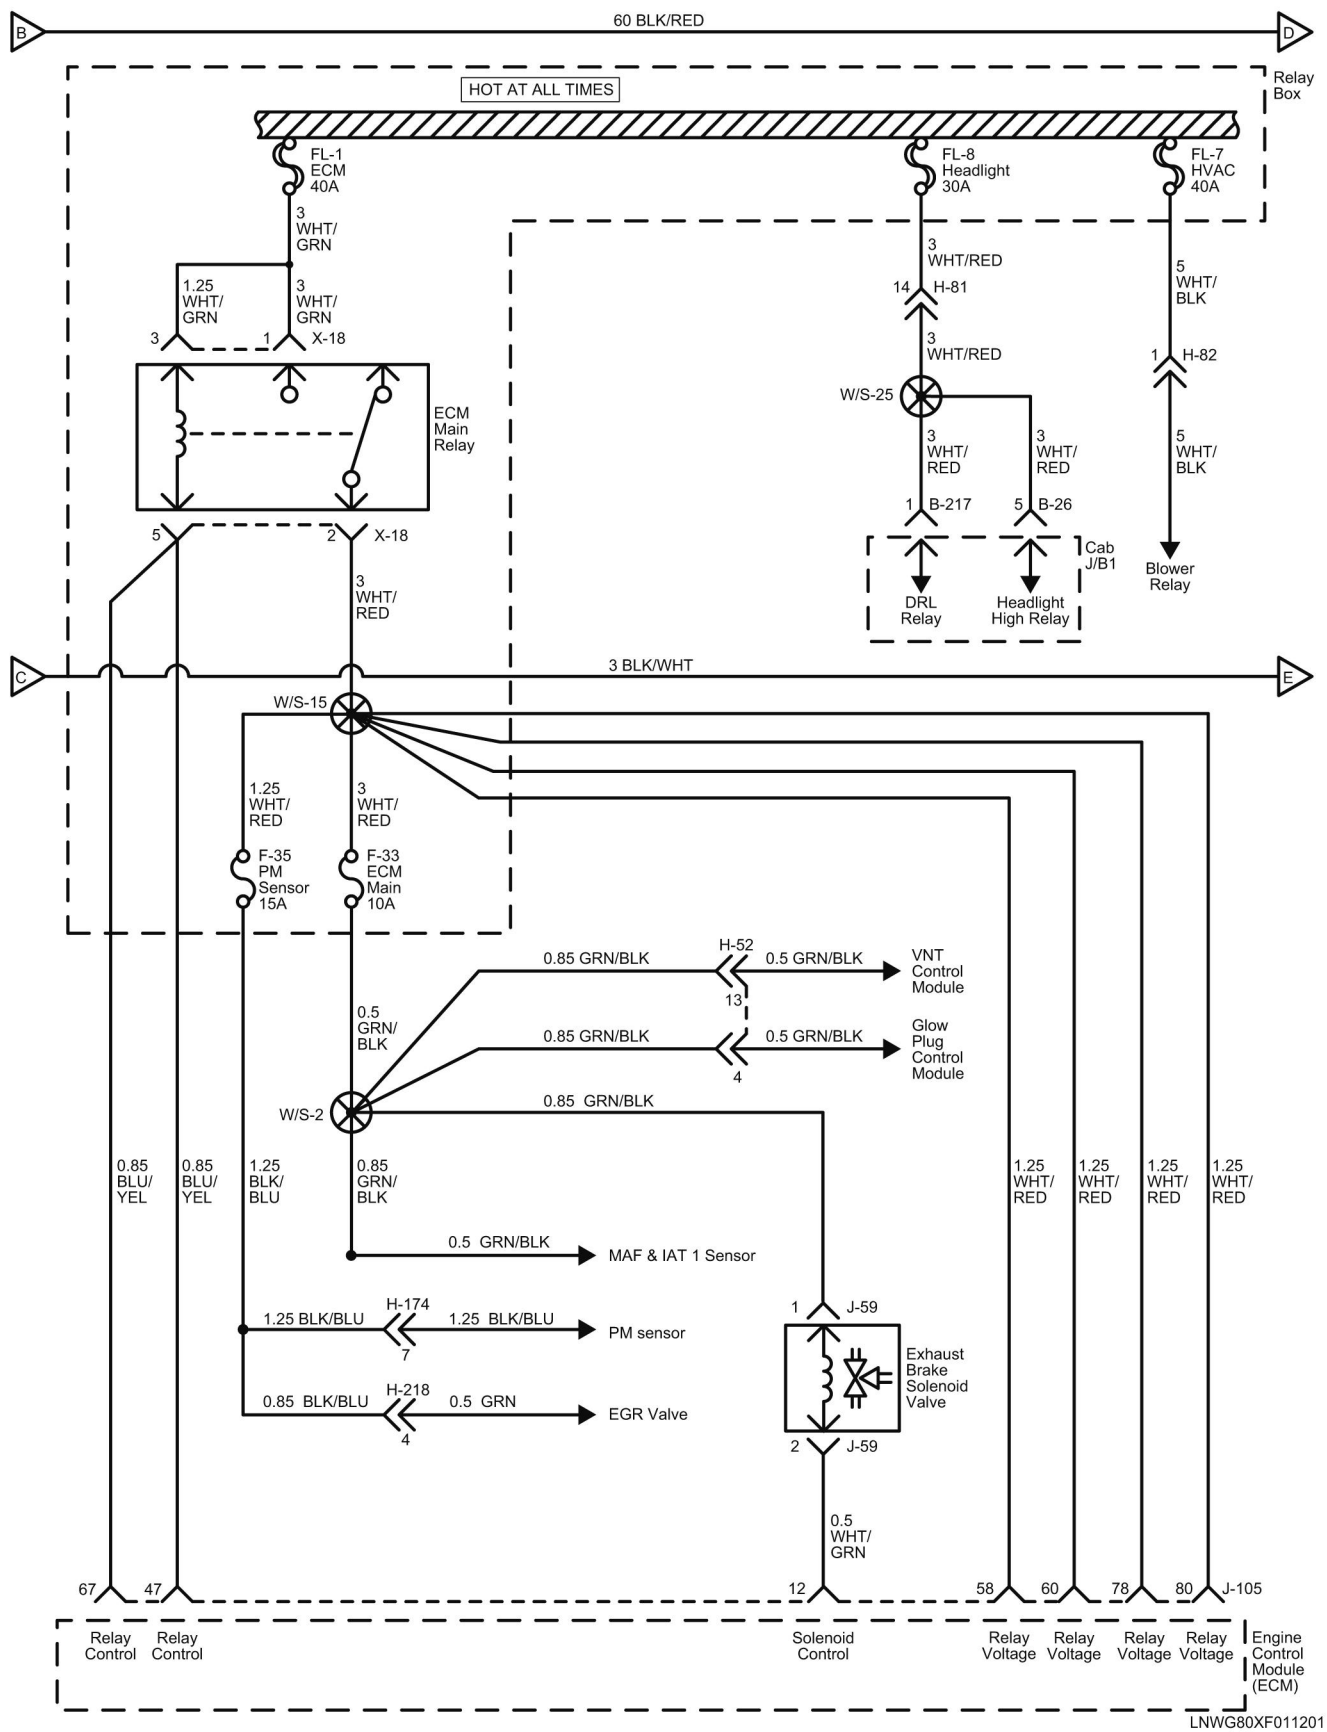 60 BLK/RED
B
D
Relay
Box
HOT AT ALL TIMES
FL-1
ECM
40A
FL-8
Headlight
30A
FL-7
HVAC
40A
3
WHT/
GRN
3
WHT/RED
5
WHT/
BLK
1.25
WHT/
GRN
3
WHT/
GRN
14
H-81
3
1
X-18
3
WHT/RED
1
H-82
W/S-25
ECM
Main
Relay
3
WHT/
RED
3
WHT/
RED
5
WHT/
BLK
1
B-217
5
B-26
5
2
X-18
Cab
J/B1
Blower
Relay
3
WHT/
RED
DRL
Relay
Headlight
High Relay
C
3 BLK/WHT
E
W/S-15
1.25
WHT/
RED
3
WHT/
RED
F-35
PM
Sensor
15A
F-33
ECM
Main
10A
0.85 GRN/BLK
H-52
13
0.5 GRN/BLK
VNT
Control
Module
0.5
GRN/
BLK
0.85 GRN/BLK
4
0.5 GRN/BLK
Glow
Plug
Control
Module
W/S-2
0.85 GRN/BLK
0.85
BLU/
YEL
0.85
BLU/
YEL
1.25
BLK/
BLU
0.85
GRN/
BLK
1.25
WHT/
RED
1.25
WHT/
RED
1.25
WHT/
RED
1.25
WHT/
RED
0.5 GRN/BLK
MAF & IAT 1 Sensor
1.25 BLK/BLU
H-174
7
1.25 BLK/BLU
PM sensor
1
J-59
Exhaust
Brake
Solenoid
Valve
0.85 BLK/BLU
H-218
4
0.5 GRN
EGR Valve
2
J-59
0.5
WHT/
GRN
67
47
12
58
60
78
80
J-105
Relay
Control
Relay
Control
Solenoid
Control
Relay
Voltage
Relay
Voltage
Relay
Voltage
Relay
Voltage
Engine
Control
Module
(ECM)
LNWG80XF011201